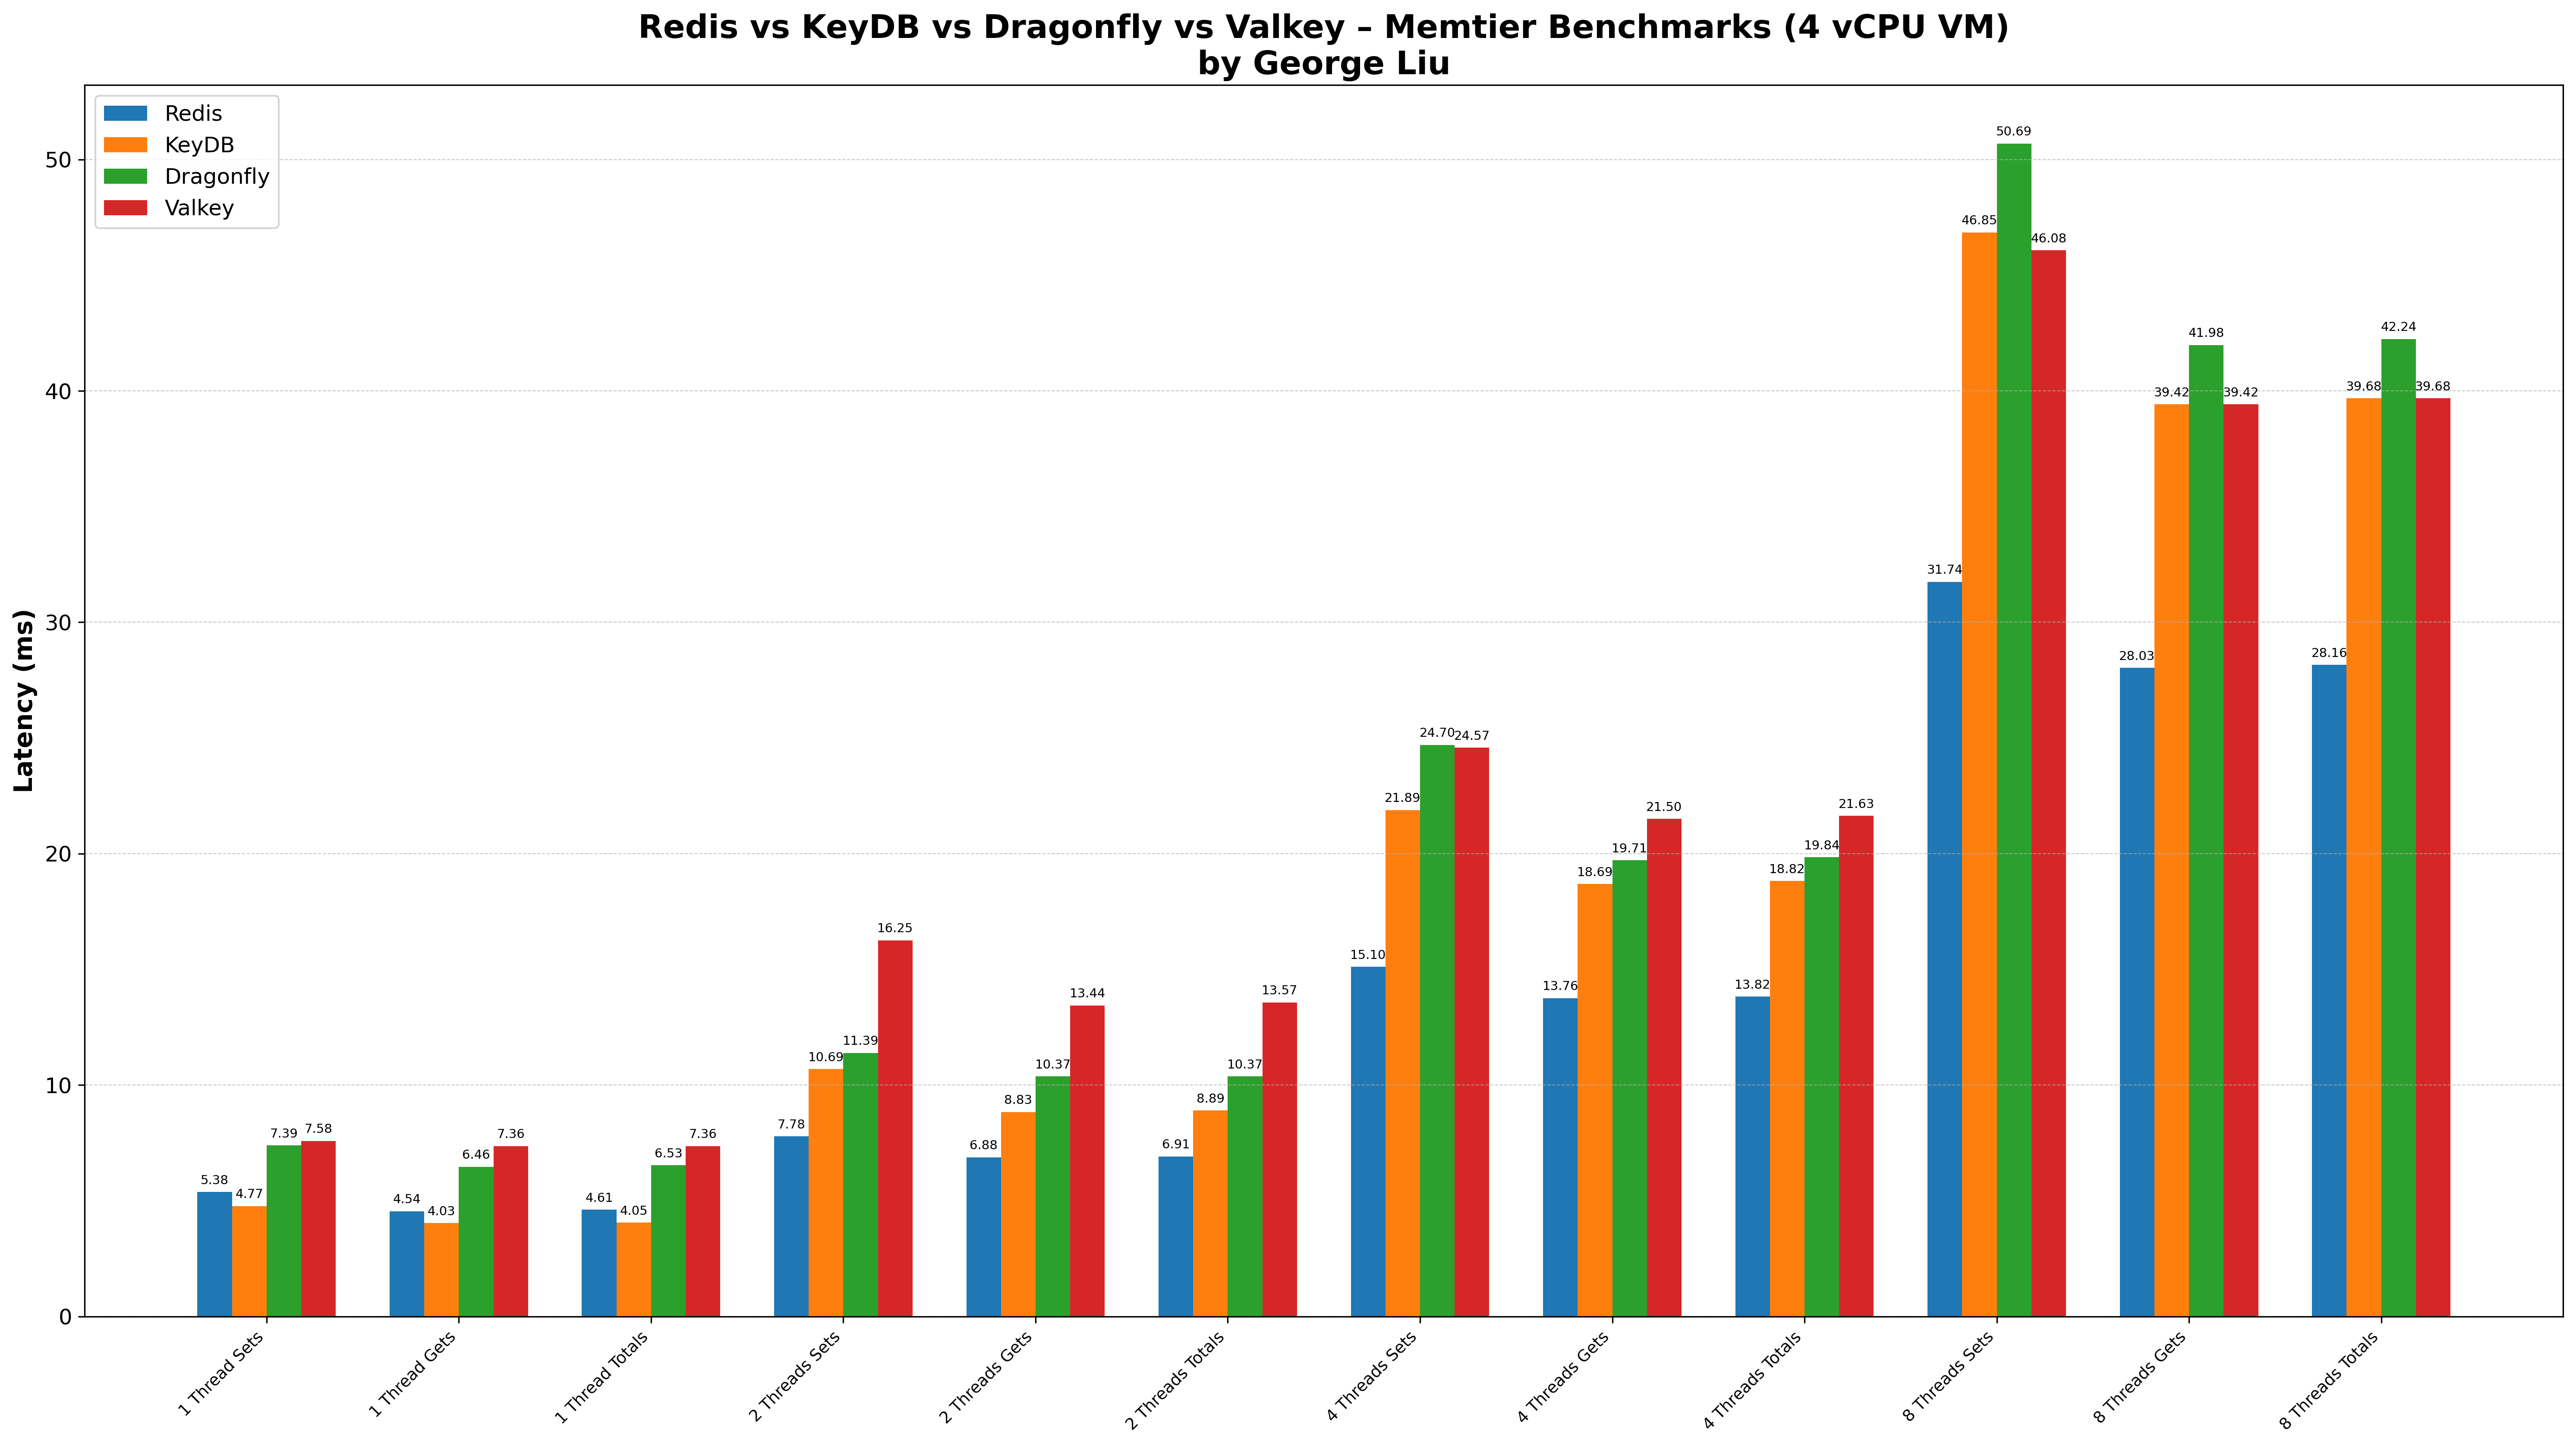 Redis vs KeyDB vs Dragonfly vs Valkey – Memtier Benchmarks (4 vCPU VM)
by George Liu
Redis
KeyDB
Dragonfly
Valkey
Latency (ms)
50
40
30
20
10
0
5.38 4.77 7.39 7.58
4.54 4.03 6.46 7.36
4.61 4.05 6.53 7.36
7.78 10.69 11.39 16.25
6.88 8.83 10.37 13.44
6.91 8.89 10.37 13.57
15.10 21.89 24.70 24.57
13.76 18.69 19.71 21.50
13.82 18.82 19.84 21.63
31.74 46.85 50.69 46.08
28.03 39.42 41.98 39.42
28.16 39.68 42.24 39.68
1 Thread Sets
1 Thread Gets
1 Thread Totals
2 Threads Sets
2 Threads Gets
2 Threads Totals
4 Threads Sets
4 Threads Gets
4 Threads Totals
8 Threads Sets
8 Threads Gets
8 Threads Totals